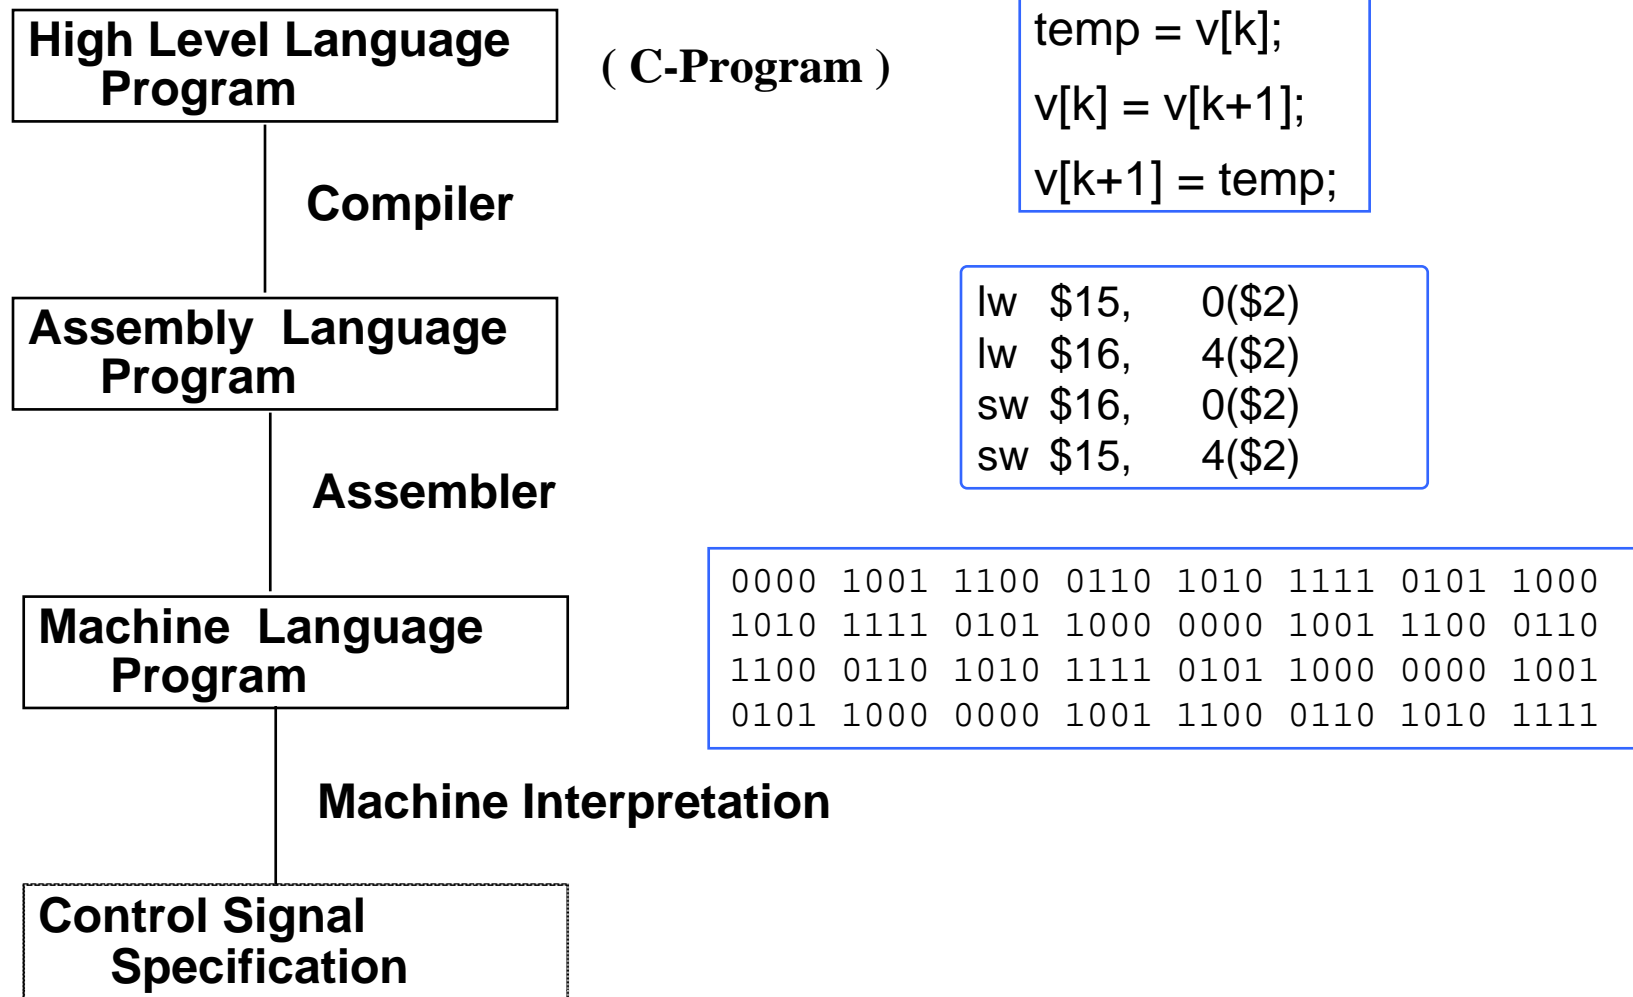 High Level Language
Program
( C-Program )
temp = v[k];
v[k] = v[k+1];
v[k+1] = temp;
Compiler
Assembly Language
Program
lw $15, 0($2)
lw $16, 4($2)
sw $16, 0($2)
sw $15, 4($2)
Assembler
Machine Language
Program
0000 1001 1100 0110 1010 1111 0101 1000
1010 1111 0101 1000 0000 1001 1100 0110
1100 0110 1010 1111 0101 1000 0000 1001
0101 1000 0000 1001 1100 0110 1010 1111
Machine Interpretation
Control Signal
Specification